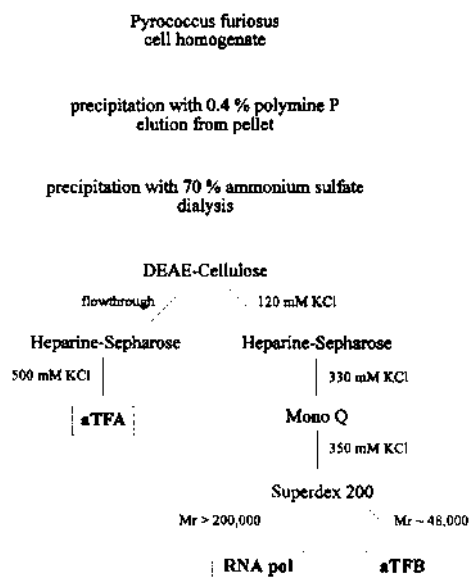 Pyrococcus furiosus
cell homogenate
precipitation with 0.4 % polymine P
elution from pellet
precipitation with 70 % ammonium sulfate
dialysis
DEAE-Cellulose
flowthrough 120 mM KCl
Heparine-Sepharose Heparine-Sepharose
500 mM KCl 330 mM KCl
aTFA Mono Q
350 mM KCl
Superdex 200
Mr > 200,000 Mr ~ 48,000
RNA pol aTFB